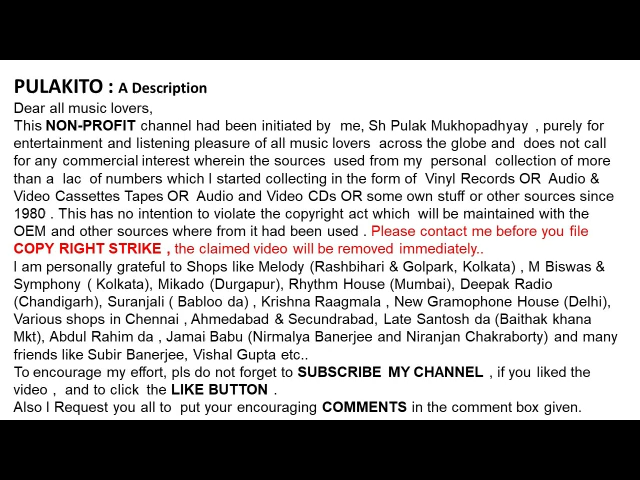 PULAKITO : A Description
Dear all music lovers,
This NON-PROFIT channel had been initiated by me, Sh Pulak Mukhopadhyay , purely for
entertainment and listening pleasure of all music lovers across the globe and does not call
for any commercial interest wherein the sources used from my personal collection of more
than a lac of numbers which I started collecting in the form of Vinyl Records OR Audio &
Video Cassettes Tapes OR Audio and Video CDs OR some own stuff or other sources since
1980 . This has no intention to violate the copyright act which will be maintained with the
OEM and other sources where from it had been used . Please contact me before you file
COPY RIGHT STRIKE , the claimed video will be removed immediately..
I am personally grateful to Shops like Melody (Rashbihari & Golpark, Kolkata) , M Biswas &
Symphony ( Kolkata), Mikado (Durgapur), Rhythm House (Mumbai), Deepak Radio
(Chandigarh), Suranjali ( Babloo da) , Krishna Raagmala , New Gramophone House (Delhi),
Various shops in Chennai , Ahmedabad & Secundrabad, Late Santosh da (Baithak khana
Mkt), Abdul Rahim da , Jamai Babu (Nirmalya Banerjee and Niranjan Chakraborty) and many
friends like Subir Banerjee, Vishal Gupta etc..
To encourage my effort, pls do not forget to SUBSCRIBE MY CHANNEL , if you liked the
video , and to click the LIKE BUTTON .
Also I Request you all to put your encouraging COMMENTS in the comment box given.